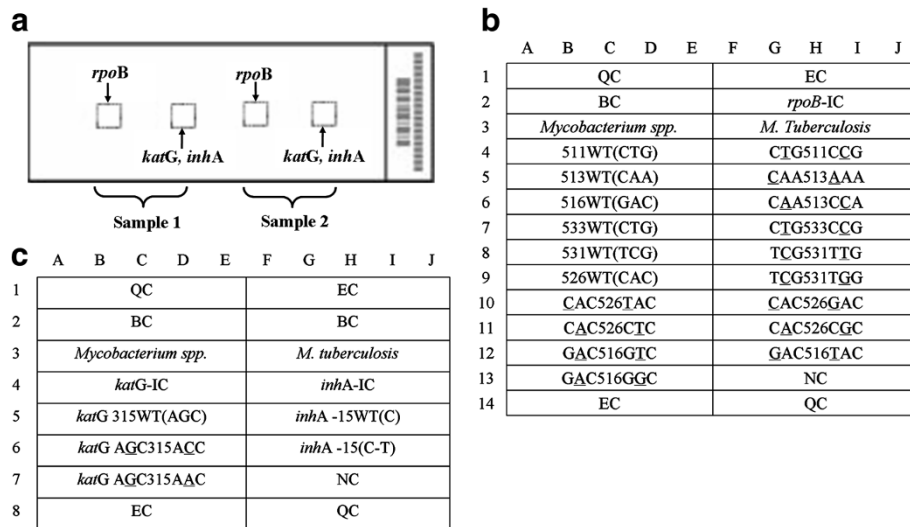 a
rpoB
rpoB
katG, inhA
katG, inhA
Sample 1
Sample 2
b
A B C D E F G H I J
1 QC EC
2 BC rpoB-IC
3 Mycobacterium spp. M. Tuberculosis
4 511WT(CTG) CTG511CCG
5 513WT(CAA) CAA513AAA
6 516WT(GAC) CAA513CCA
7 533WT(CTG) CTG533CCG
8 531WT(TCG) TCG531TTG
9 526WT(CAC) TCG531TGG
10 CAC526TAC CAC526GAC
11 CAC526CTC CAC526CGC
12 GAC516GTC GAC516TAC
13 GAC516GGC NC
14 EC QC
c
A B C D E F G H I J
1 QC EC
2 BC BC
3 Mycobacterium spp. M. tuberculosis
4 katG-IC inhA-IC
5 katG 315WT(AGC) inhA -15WT(C)
6 katG AGC315ACC inhA -15(C-T)
7 katG AGC315AAC NC
8 EC QC